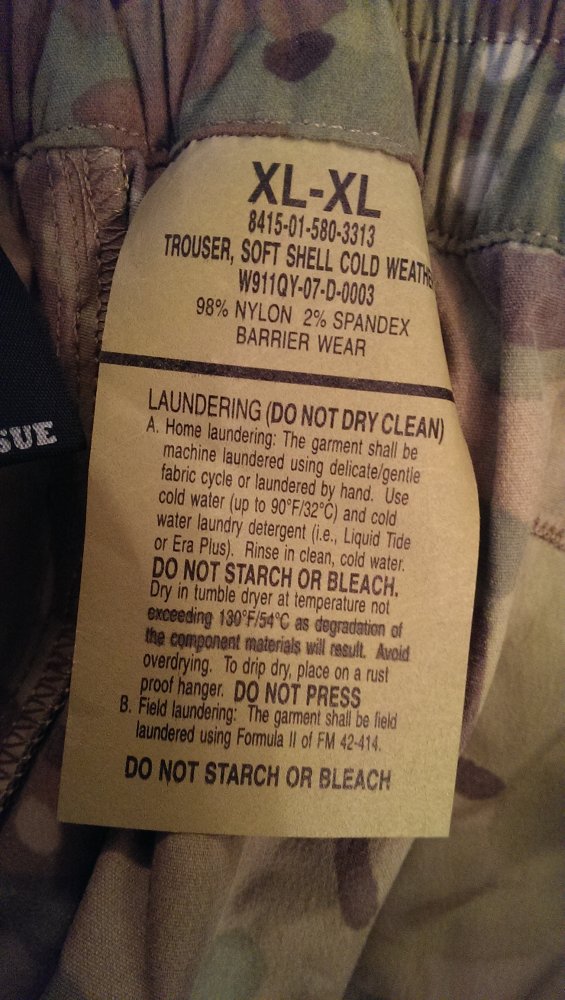 XL-XL
8415-01-580-3313
TROUSER, SOFT SHELL COLD WEATHE
W911QY-07-D-0003
98% NYLON 2% SPANDEX
BARRIER WEAR
LAUNDERING (DO NOT DRY CLEAN)
A. Home laundering: The garment shall be
machine laundered using delicate/gentle
fabric cycle or laundered by hand. Use
cold water (up to 90°F/32°C) and cold
water laundry detergent (i.e., Liquid Tide
or Era Plus). Rinse in clean, cold water.
DO NOT STARCH OR BLEACH.
Dry in tumble dryer at temperature not
exceeding 130°F/54°C as degradation of
the component materials will result. Avoid
overdrying. To drip dry, place on a rust
proof hanger. DO NOT PRESS
B. Field laundering: The garment shall be field
laundered using Formula II of FM 42-414.
DO NOT STARCH OR BLEACH
SUE